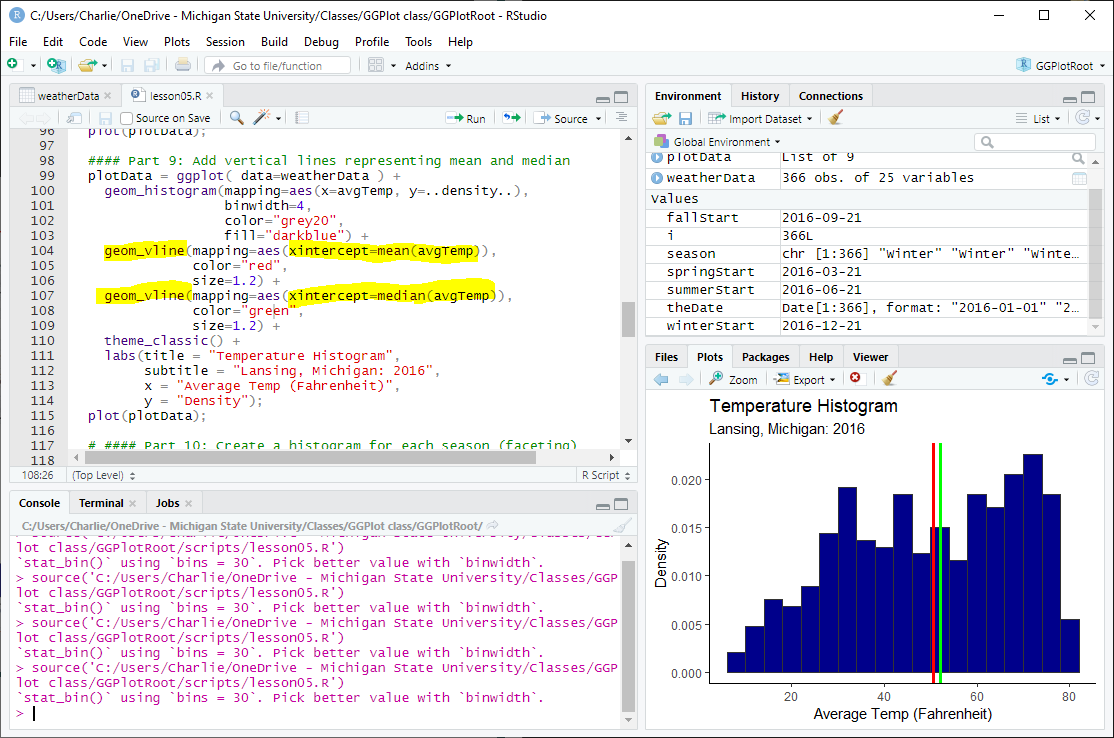 C:/Users/Charlie/OneDrive - Michigan State University/Classes/GGPlot class/GGPlotRoot - RStudio
File Edit Code View Plots Session Build Debug Profile Tools Help
Go to file/function Addins GGPlotRoot
weatherData lesson05.R
Source on Save Run Source
96 plot(plotData);
97
98 #### Part 9: Add vertical lines representing mean and median
99 plotData = ggplot( data=weatherData ) +
100 geom_histogram(mapping=aes(x=avgTemp, y=..density..),
101 binwidth=4,
102 color="grey20",
103 fill="darkblue") +
104 geom_vline(mapping=aes(xintercept=mean(avgTemp)),
105 color="red",
106 size=1.2) +
107 geom_vline(mapping=aes(xintercept=median(avgTemp)),
108 color="green",
109 size=1.2) +
110 theme_classic() +
111 labs(title = "Temperature Histogram",
112 subtitle = "Lansing, Michigan: 2016",
113 x = "Average Temp (Fahrenheit)",
114 y = "Density");
115 plot(plotData);
116
117 # #### Part 10: Create a histogram for each season (faceting)
118
108:26 (Top Level) R Script
Console Terminal Jobs
C:/Users/Charlie/OneDrive - Michigan State University/Classes/GGPlot class/GGPlotRoot/
> source('C:/Users/Charlie/OneDrive - Michigan State University/Classes/GGP
lot class/GGPlotRoot/scripts/lesson05.R')
`stat_bin()` using `bins = 30`. Pick better value with `binwidth`.
> source('C:/Users/Charlie/OneDrive - Michigan State University/Classes/GGP
lot class/GGPlotRoot/scripts/lesson05.R')
`stat_bin()` using `bins = 30`. Pick better value with `binwidth`.
> source('C:/Users/Charlie/OneDrive - Michigan State University/Classes/GGP
lot class/GGPlotRoot/scripts/lesson05.R')
`stat_bin()` using `bins = 30`. Pick better value with `binwidth`.
> source('C:/Users/Charlie/OneDrive - Michigan State University/Classes/GGP
lot class/GGPlotRoot/scripts/lesson05.R')
`stat_bin()` using `bins = 30`. Pick better value with `binwidth`.
>
Environment History Connections
Import Dataset List
Global Environment
plotData List of 9
weatherData 366 obs. of 25 variables
Values
fallStart 2016-09-21
i 366L
season chr [1:366] "Winter" "Winter" "Winte…
springStart 2016-03-21
summerStart 2016-06-21
theDate Date[1:366], format: "2016-01-01" "2…
winterStart 2016-12-21
Files Plots Packages Help Viewer
Zoom Export
Temperature Histogram
Lansing, Michigan: 2016
0.020
0.015
0.010
0.005
0.000
Density
20 40 60 80
Average Temp (Fahrenheit)